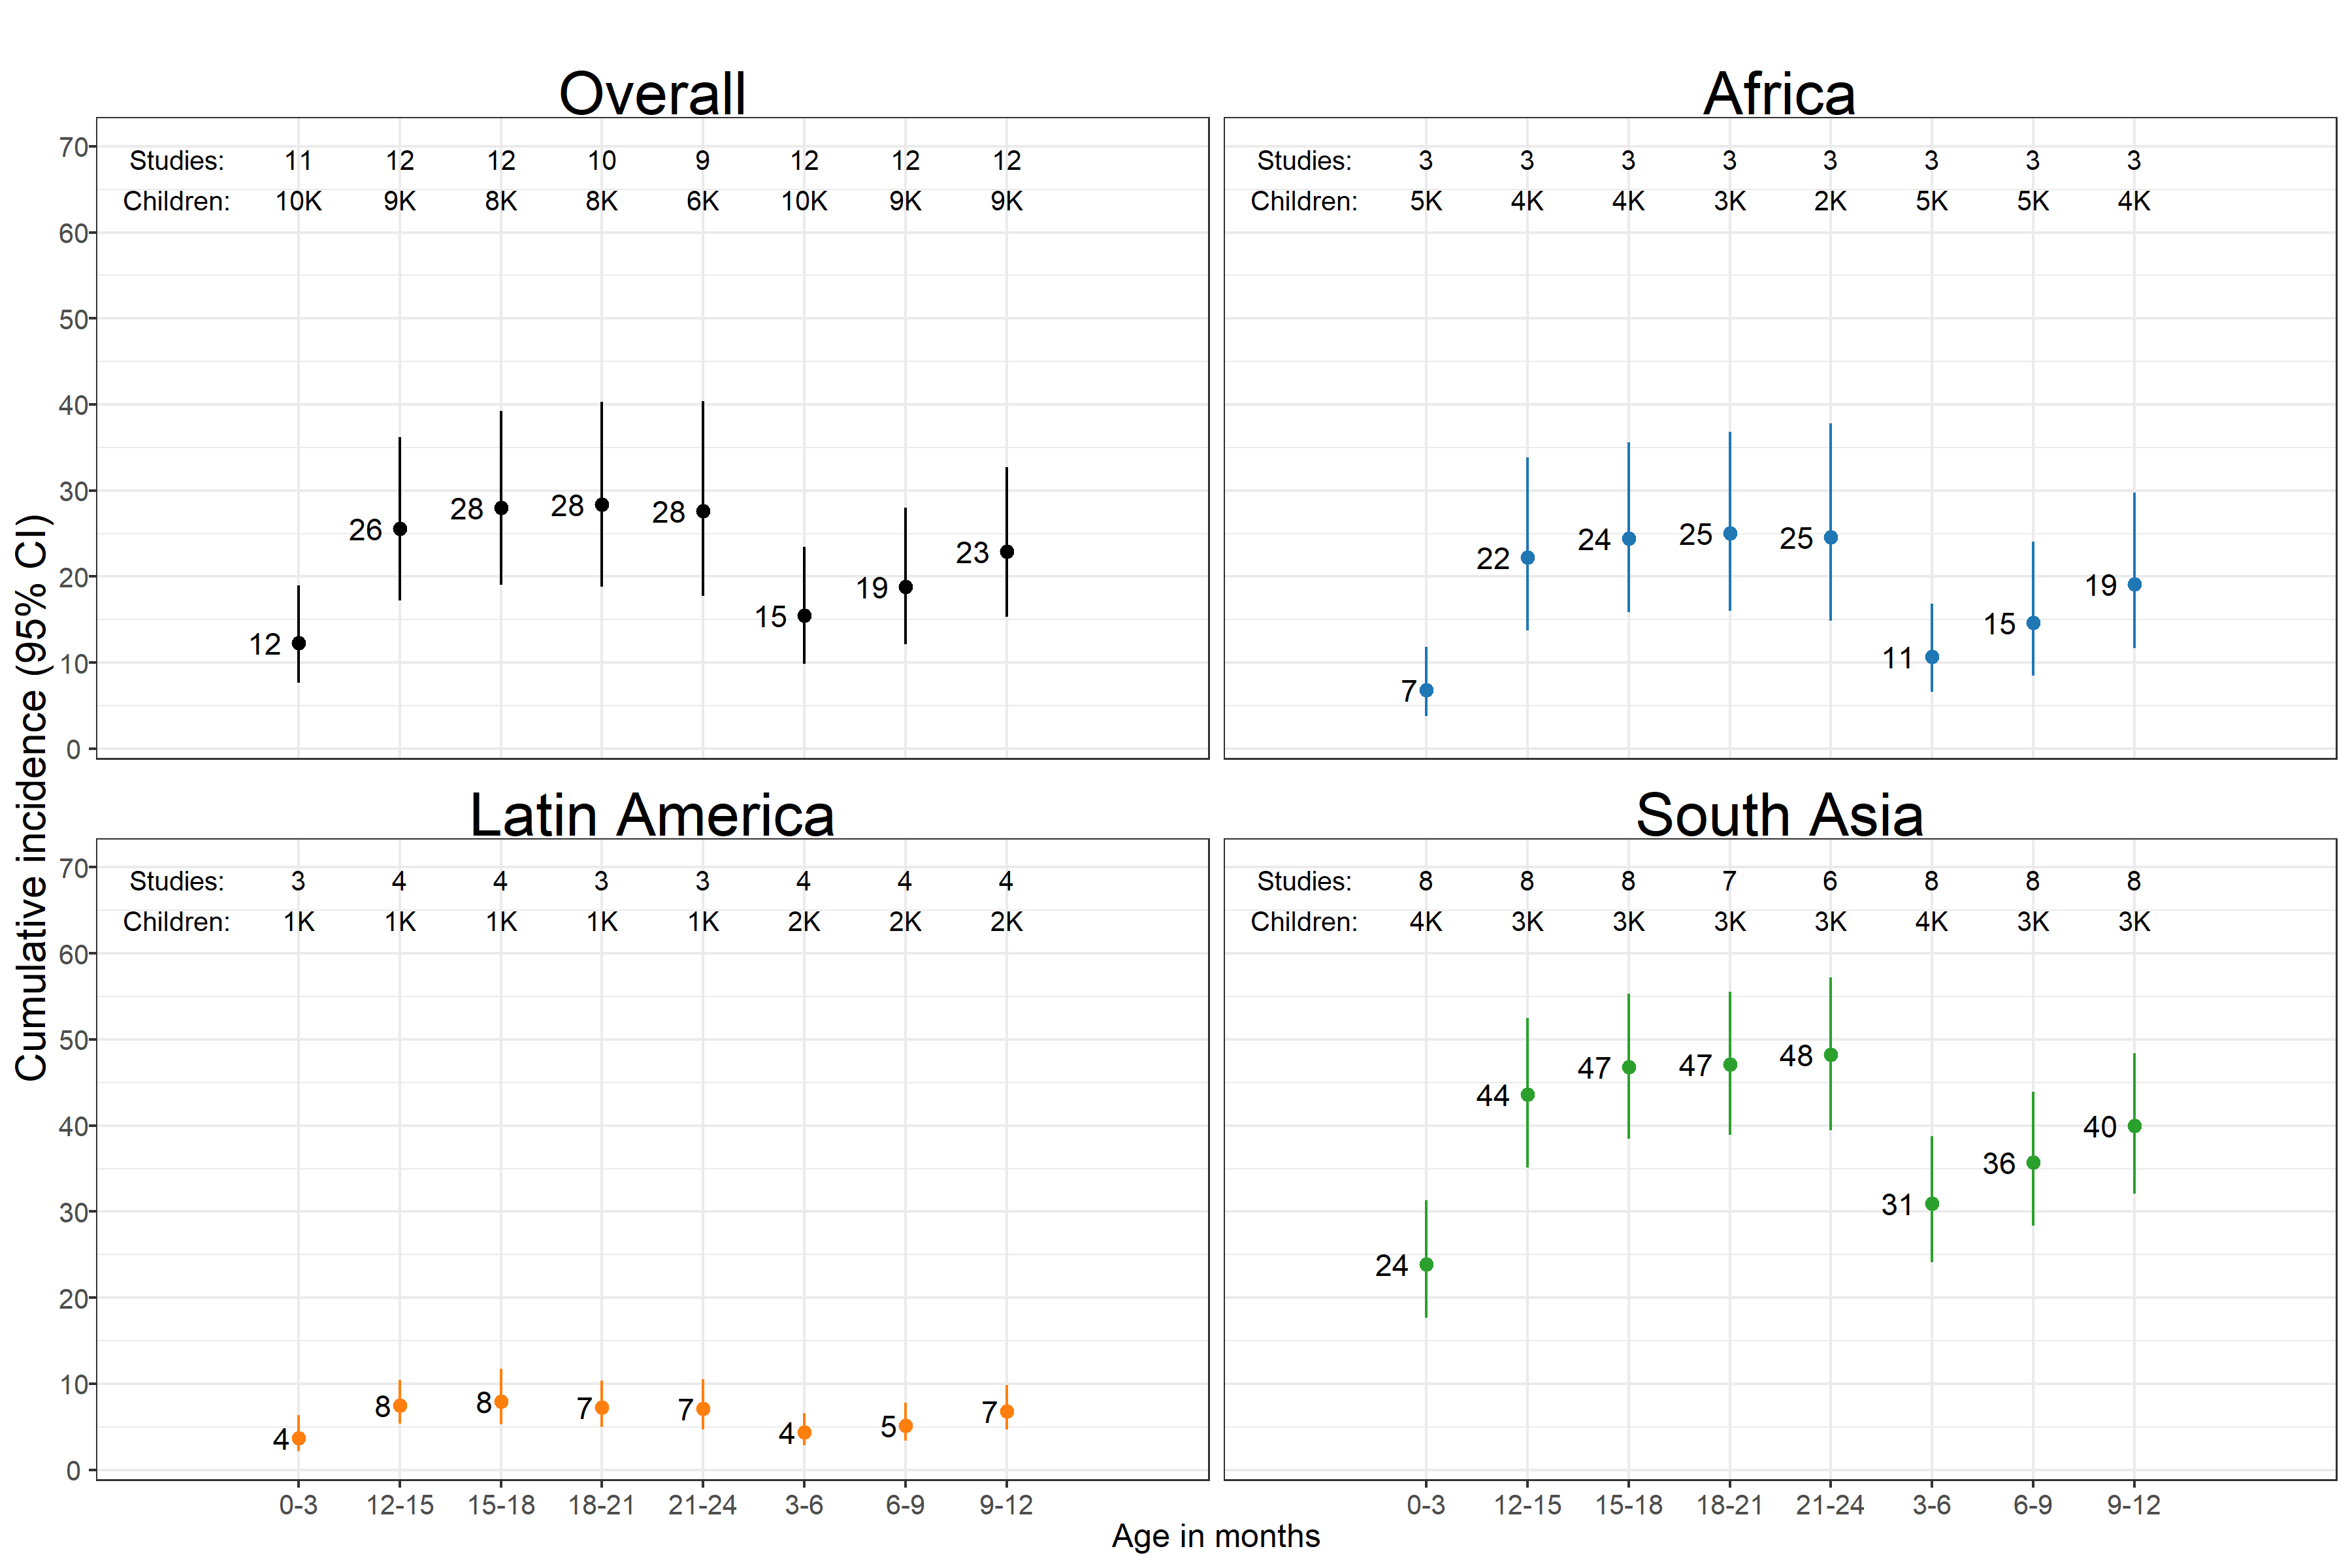 Overall
Studies: 11 12 12 10 9 12 12 12
Children: 10K 9K 8K 8K 6K 10K 9K 9K
70
60
50
40
30
20
10
0
12 26 28 28 28 15 19 23
Africa
Studies: 3 3 3 3 3 3 3 3
Children: 5K 4K 4K 3K 2K 5K 5K 4K
7 22 24 25 25 11 15 19
Cumulative incidence (95% CI)
Latin America
Studies: 3 4 4 3 3 4 4 4
Children: 1K 1K 1K 1K 1K 2K 2K 2K
70
60
50
40
30
20
10
0
4 8 8 7 7 4 5 7
0-3 12-15 15-18 18-21 21-24 3-6 6-9 9-12
South Asia
Studies: 8 8 8 7 6 8 8 8
Children: 4K 3K 3K 3K 3K 4K 3K 3K
24 44 47 47 48 31 36 40
0-3 12-15 15-18 18-21 21-24 3-6 6-9 9-12
Age in months